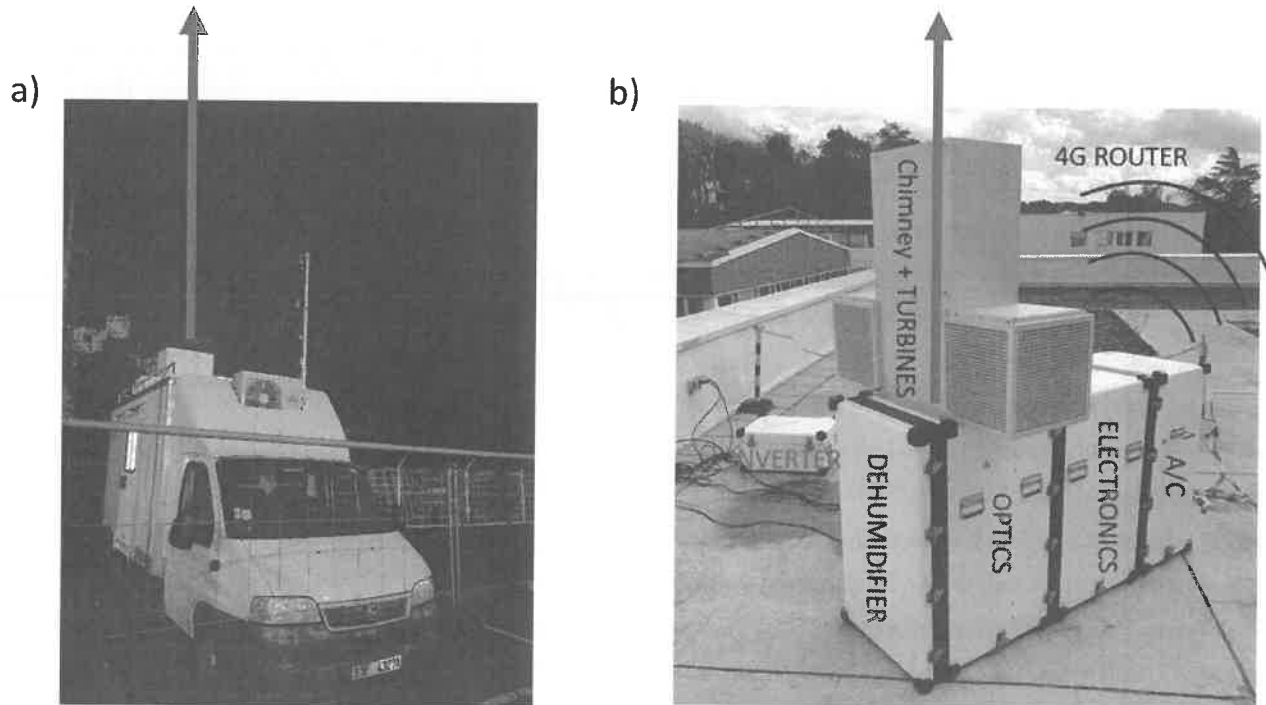 a)
b)
4G ROUTER
Chimney + TURBINES
INVERTER
DEHUMIDIFIER
OPTICS
ELECTRONICS
A/C